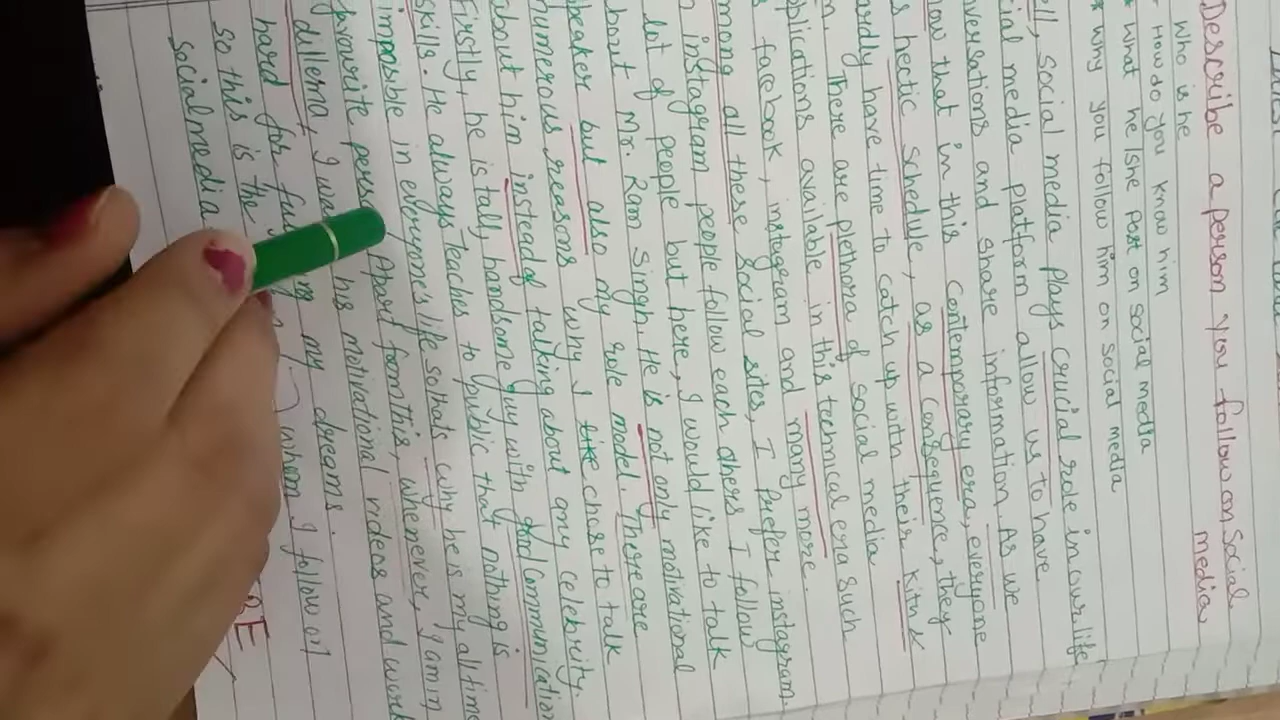 Describe a person you follow on Social
media
Who is he
How do you know him
* What he /she post on social media
* Why you follow him on social media
ell, Social media plays crucial role in our life
cial media patform allow us to have
versations and share information. As we
now that in this contemporary era, everyone
s hectic schedule, as a consequence, they
ardly have time to catch up with their kith
n. There are plethora of social media
pplications available in this technical era such
s facebook, instagram and many more.
mong all these social sites, I prefer instagram.
n instagram people follow each others. I follow
lot of people but here, I would like to talk
bout Mr. Ram Singh. He is not only motivational
peaker but also my role model. There are
numerous reasons why I chose to talk
about him instead of talking about any celebrity.
Firstly, he is tall, handsome guy with good communication
skills. He always teaches to public that nothing is
impossible in everyone's life so thats why he is my all time
favourite perso Apart form this, whenever, I am in
dillema, I wa his motivational videos and work
hard for fu ing my dreams.
so this is the whom I follow on
social media